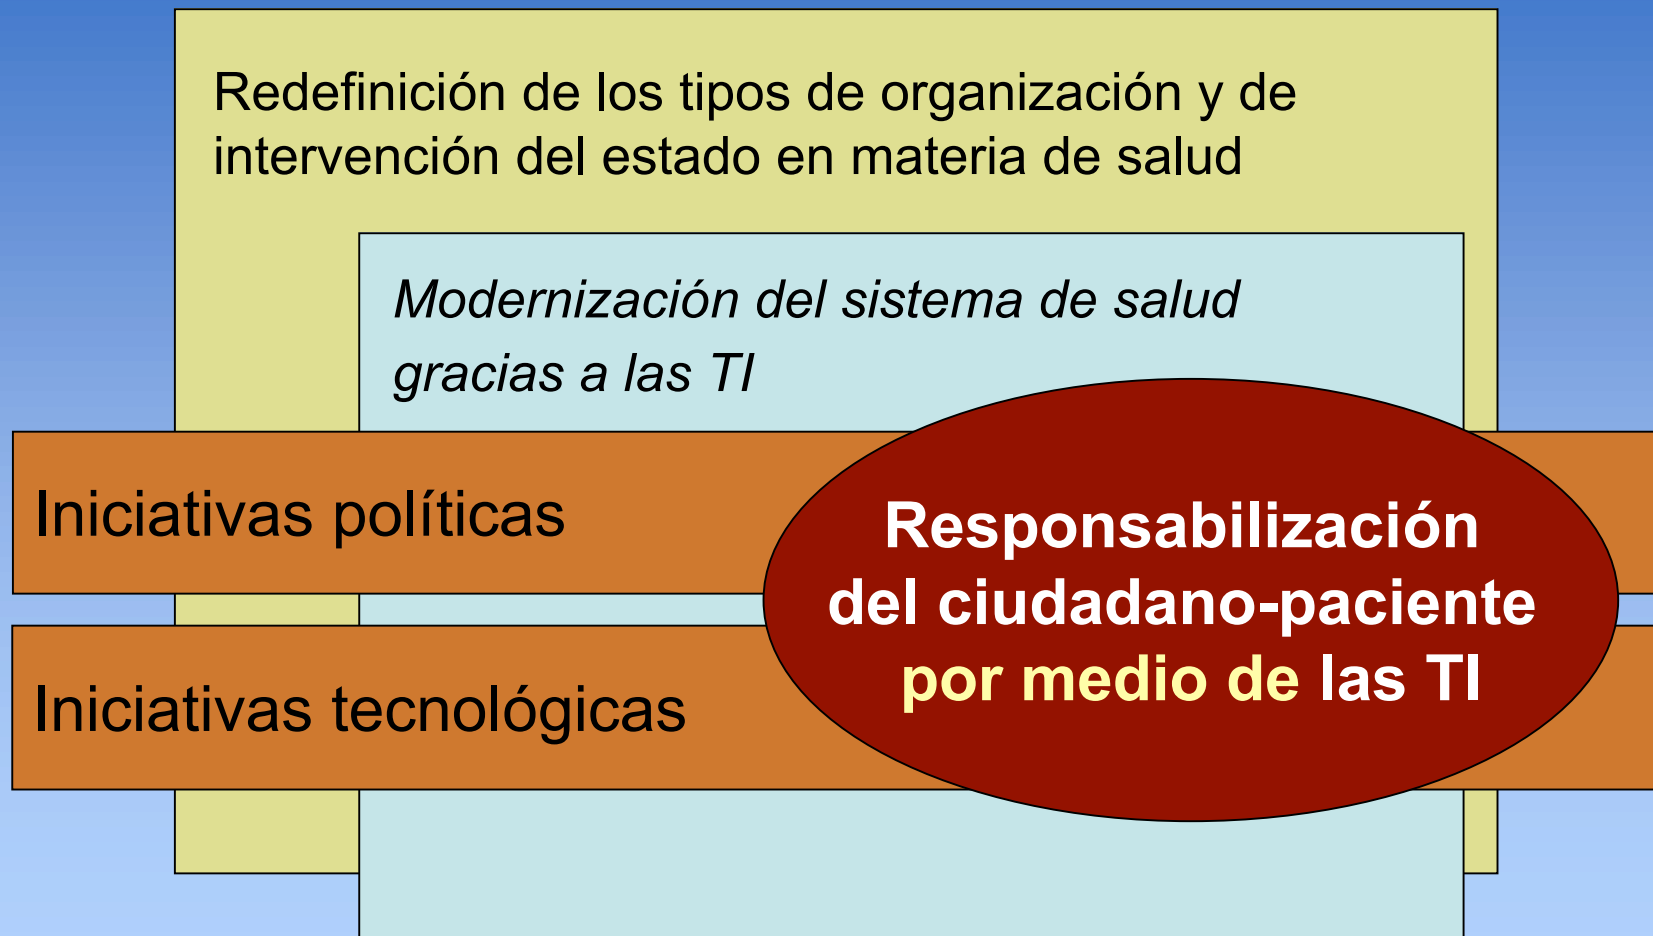 Redefinición de los tipos de organización y de
intervención del estado en materia de salud
Modernización del sistema de salud
gracias a las TI
Iniciativas políticas
Responsabilización
del ciudadano-paciente
por medio de las TI
Iniciativas tecnológicas